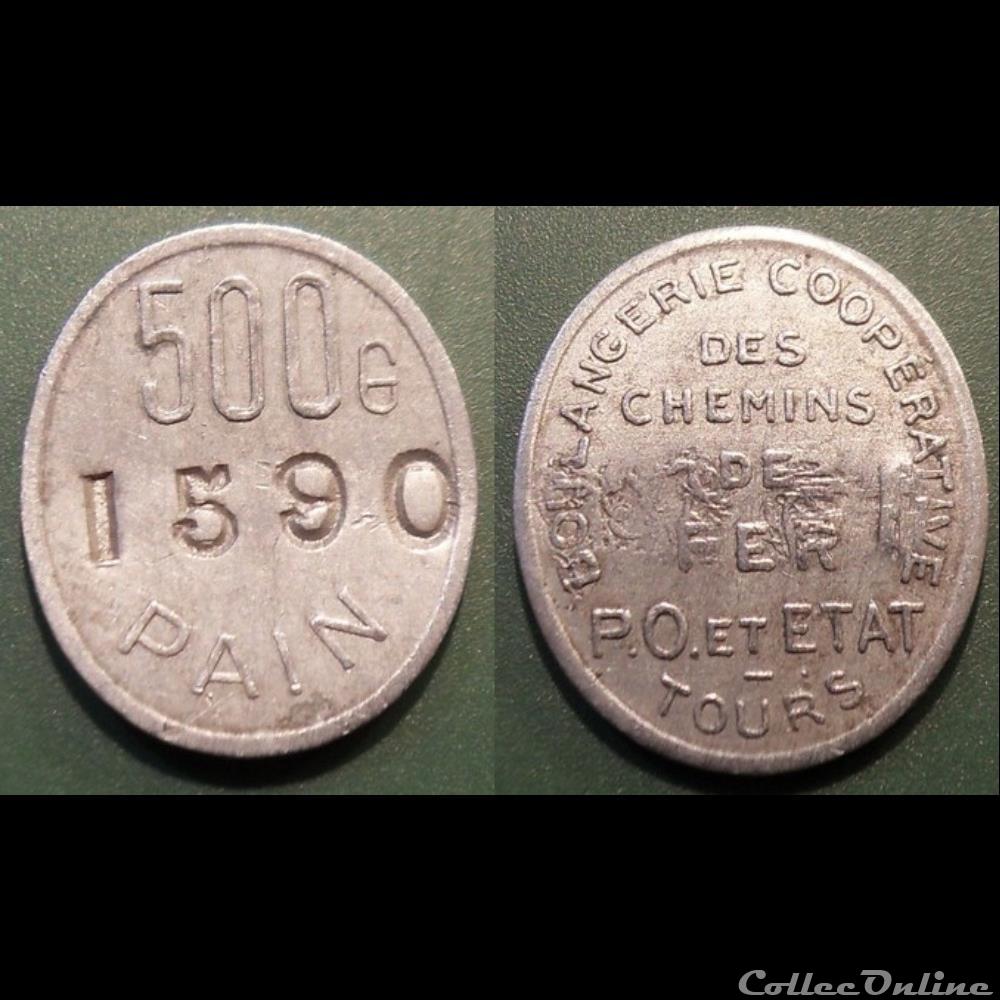 500G
1590
PAIN
BOULANGERIE COOPÉRATIVE
DES
CHEMINS
DE
FER
P.O. ET ETAT
TOURS
CollecOnline